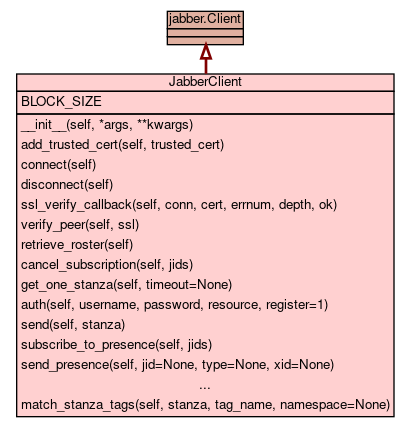 jabber.Client
JabberClient
BLOCK_SIZE
__init__(self, *args, **kwargs)
add_trusted_cert(self, trusted_cert)
connect(self)
disconnect(self)
ssl_verify_callback(self, conn, cert, errnum, depth, ok)
verify_peer(self, ssl)
retrieve_roster(self)
cancel_subscription(self, jids)
get_one_stanza(self, timeout=None)
auth(self, username, password, resource, register=1)
send(self, stanza)
subscribe_to_presence(self, jids)
send_presence(self, jid=None, type=None, xid=None)
...
match_stanza_tags(self, stanza, tag_name, namespace=None)